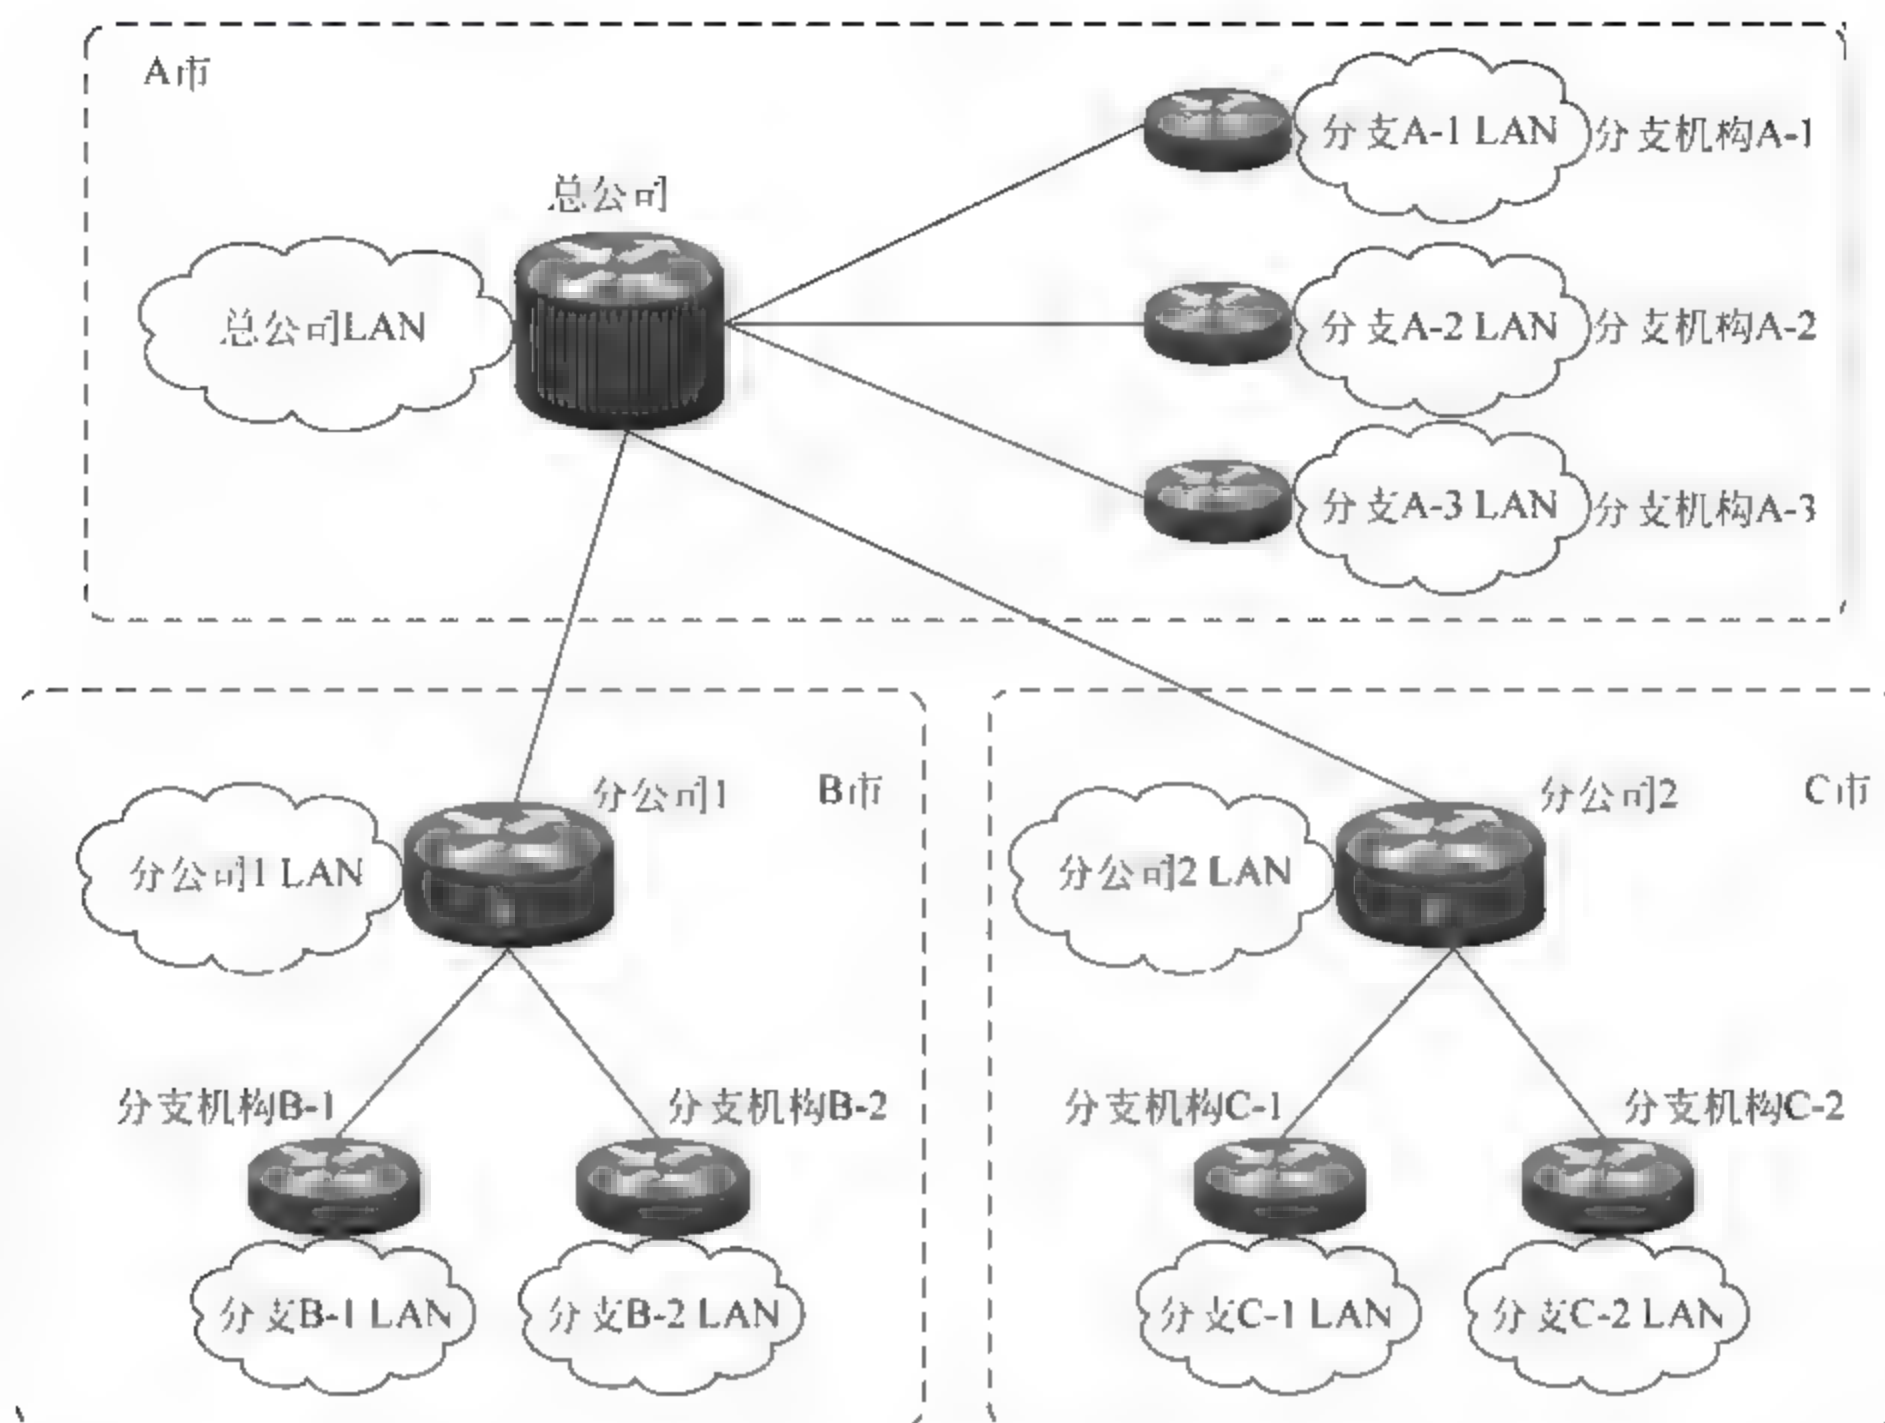 A市
分支A-1 LAN
分支机构A-1
总公司
总公司LAN
分支A-2 LAN
分支机构A-2
分支A-3 LAN
分支机构A-3
分公司1
B市
分公司2
C市
分公司1 LAN
分公司2 LAN
分支机构B-1
分支机构B-2
分支机构C-1
分支机构C-2
分支B-1 LAN
分支B-2 LAN
分支C-1 LAN
分支C-2 LAN